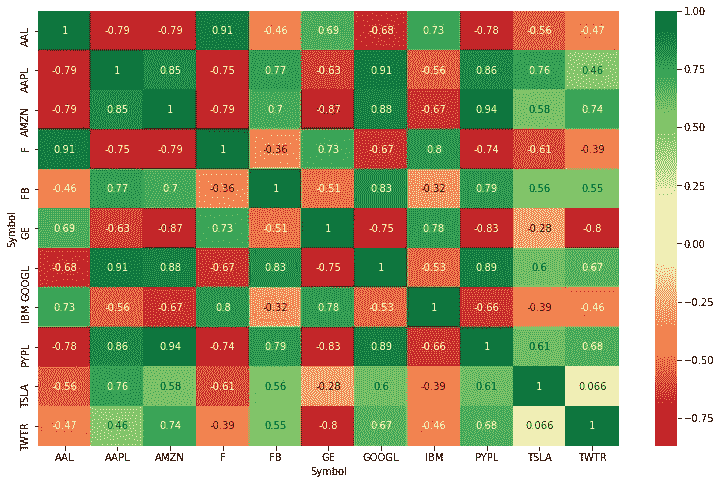 AAL 1 -0.79 -0.79 0.91 -0.46 0.69 -0.68 0.73 -0.78 -0.56 -0.47
AAPL -0.79 1 0.85 -0.75 0.77 -0.63 0.91 -0.56 0.86 0.76 0.46
AMZN -0.79 0.85 1 -0.79 0.7 -0.87 0.88 -0.67 0.94 0.58 0.74
F 0.91 -0.75 -0.79 1 -0.36 0.73 -0.67 0.8 -0.74 -0.61 -0.39
FB -0.46 0.77 0.7 -0.36 1 -0.51 0.83 -0.32 0.79 0.56 0.55
Symbol
GE 0.69 -0.63 -0.87 0.73 -0.51 1 -0.75 0.78 -0.83 -0.28 -0.8
GOOGL -0.68 0.91 0.88 -0.67 0.83 -0.75 1 -0.53 0.89 0.6 0.67
IBM 0.73 -0.56 -0.67 0.8 -0.32 0.78 -0.53 1 -0.66 -0.39 -0.46
PYPL -0.78 0.86 0.94 -0.74 0.79 -0.83 0.89 -0.66 1 0.61 0.68
TSLA -0.56 0.76 0.58 -0.61 0.56 -0.28 0.6 -0.39 0.61 1 0.066
TWTR -0.47 0.46 0.74 -0.39 0.55 -0.8 0.67 -0.46 0.68 0.066 1
AAL AAPL AMZN F FB GE GOOGL IBM PYPL TSLA TWTR
Symbol
1.00
0.75
0.50
0.25
0.00
−0.25
−0.50
−0.75